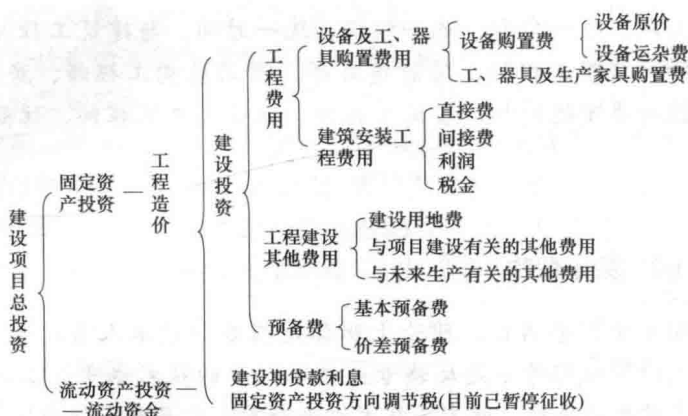 建设项目总投资
固定资
产投资
工程造价
建设投资
工程费用
设备及工、器
具购置费用
设备购置费
设备原价
设备运杂费
工、器具及生产家具购置费
建筑安装工
程费用
直接费
间接费
利润
税金
工程建设
其他费用
建设用地费
与项目建设有关的其他费用
与未来生产有关的其他费用
预备费
基本预备费
价差预备费
建设期贷款利息
固定资产投资方向调节税(目前已暂停征收)
流动资产投资—
—流动资金